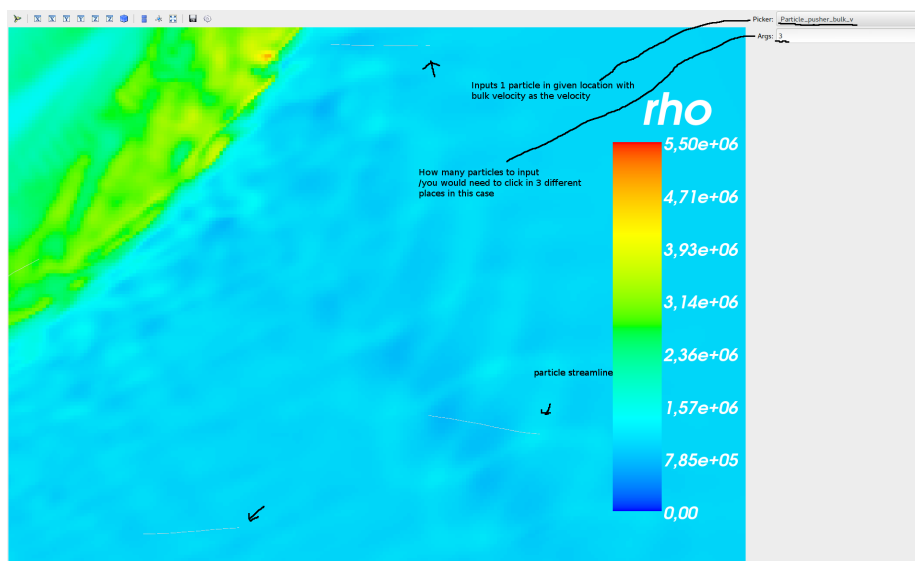 Picker: Particle_pusher_bulk_v
Args: 3
Inputs 1 particle in given location with
bulk velocity as the velocity
rho
5,50e+06
How many particles to input
/you would need to click in 3 different
places in this case
4,71e+06
3,93e+06
3,14e+06
2,36e+06
particle streamline
1,57e+06
7,85e+05
0,00